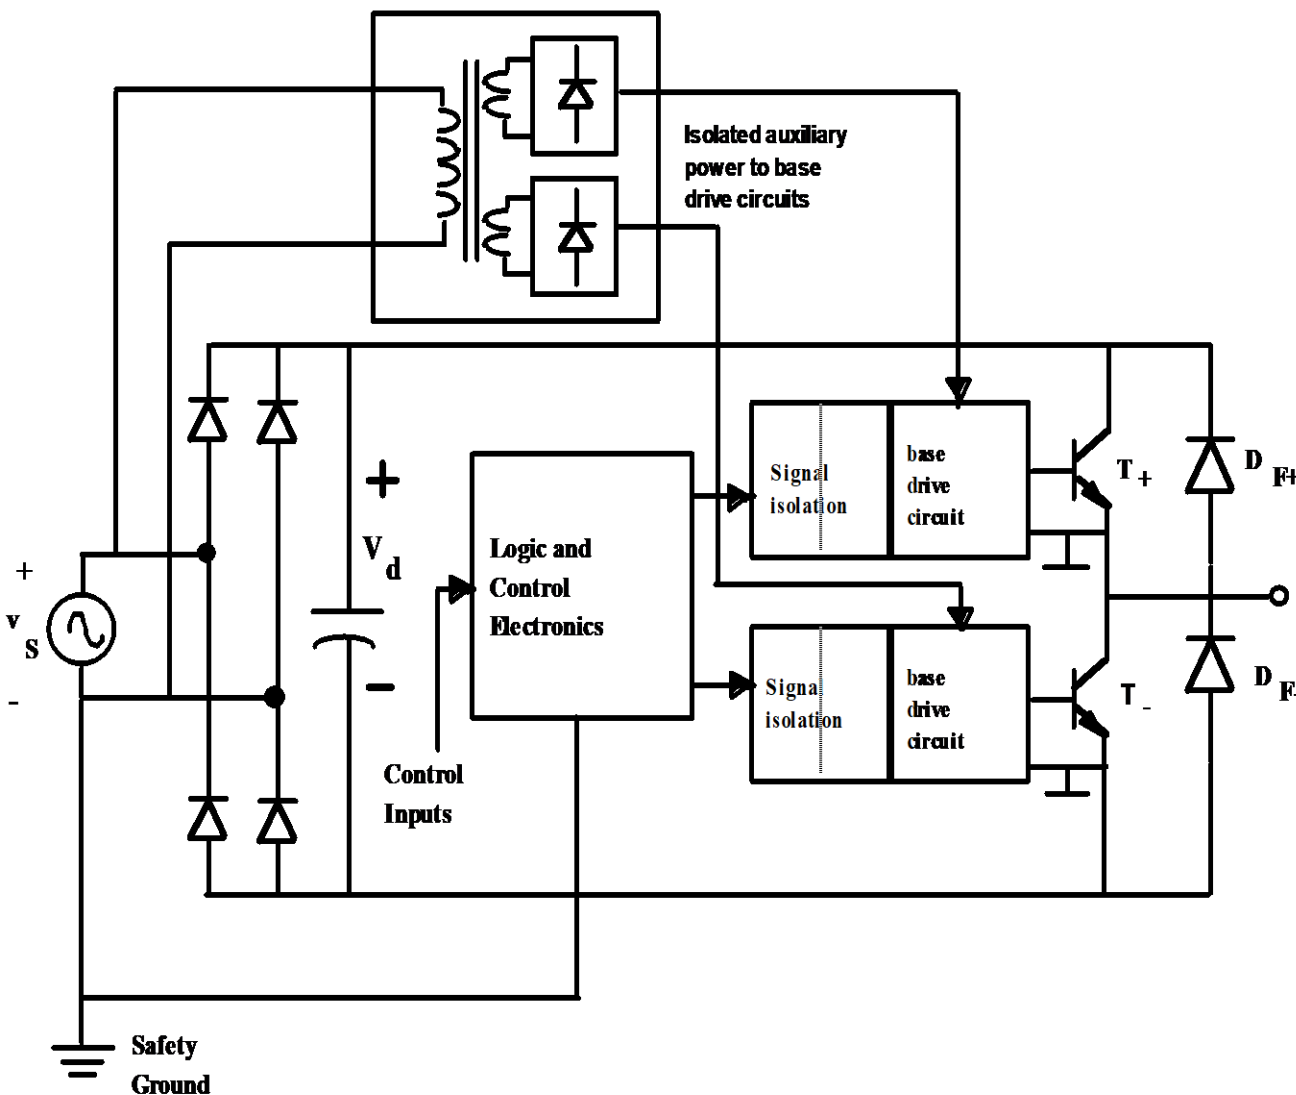 Isolated auxiliary
power to base
drive circuits
+
V d
-
+
v S
-
Logic and
Control
Electronics
Control
Inputs
Signal
isolation
base
drive
circuit
T +
D F+
Signal
isolation
base
drive
circuit
T -
D F-
Safety
Ground